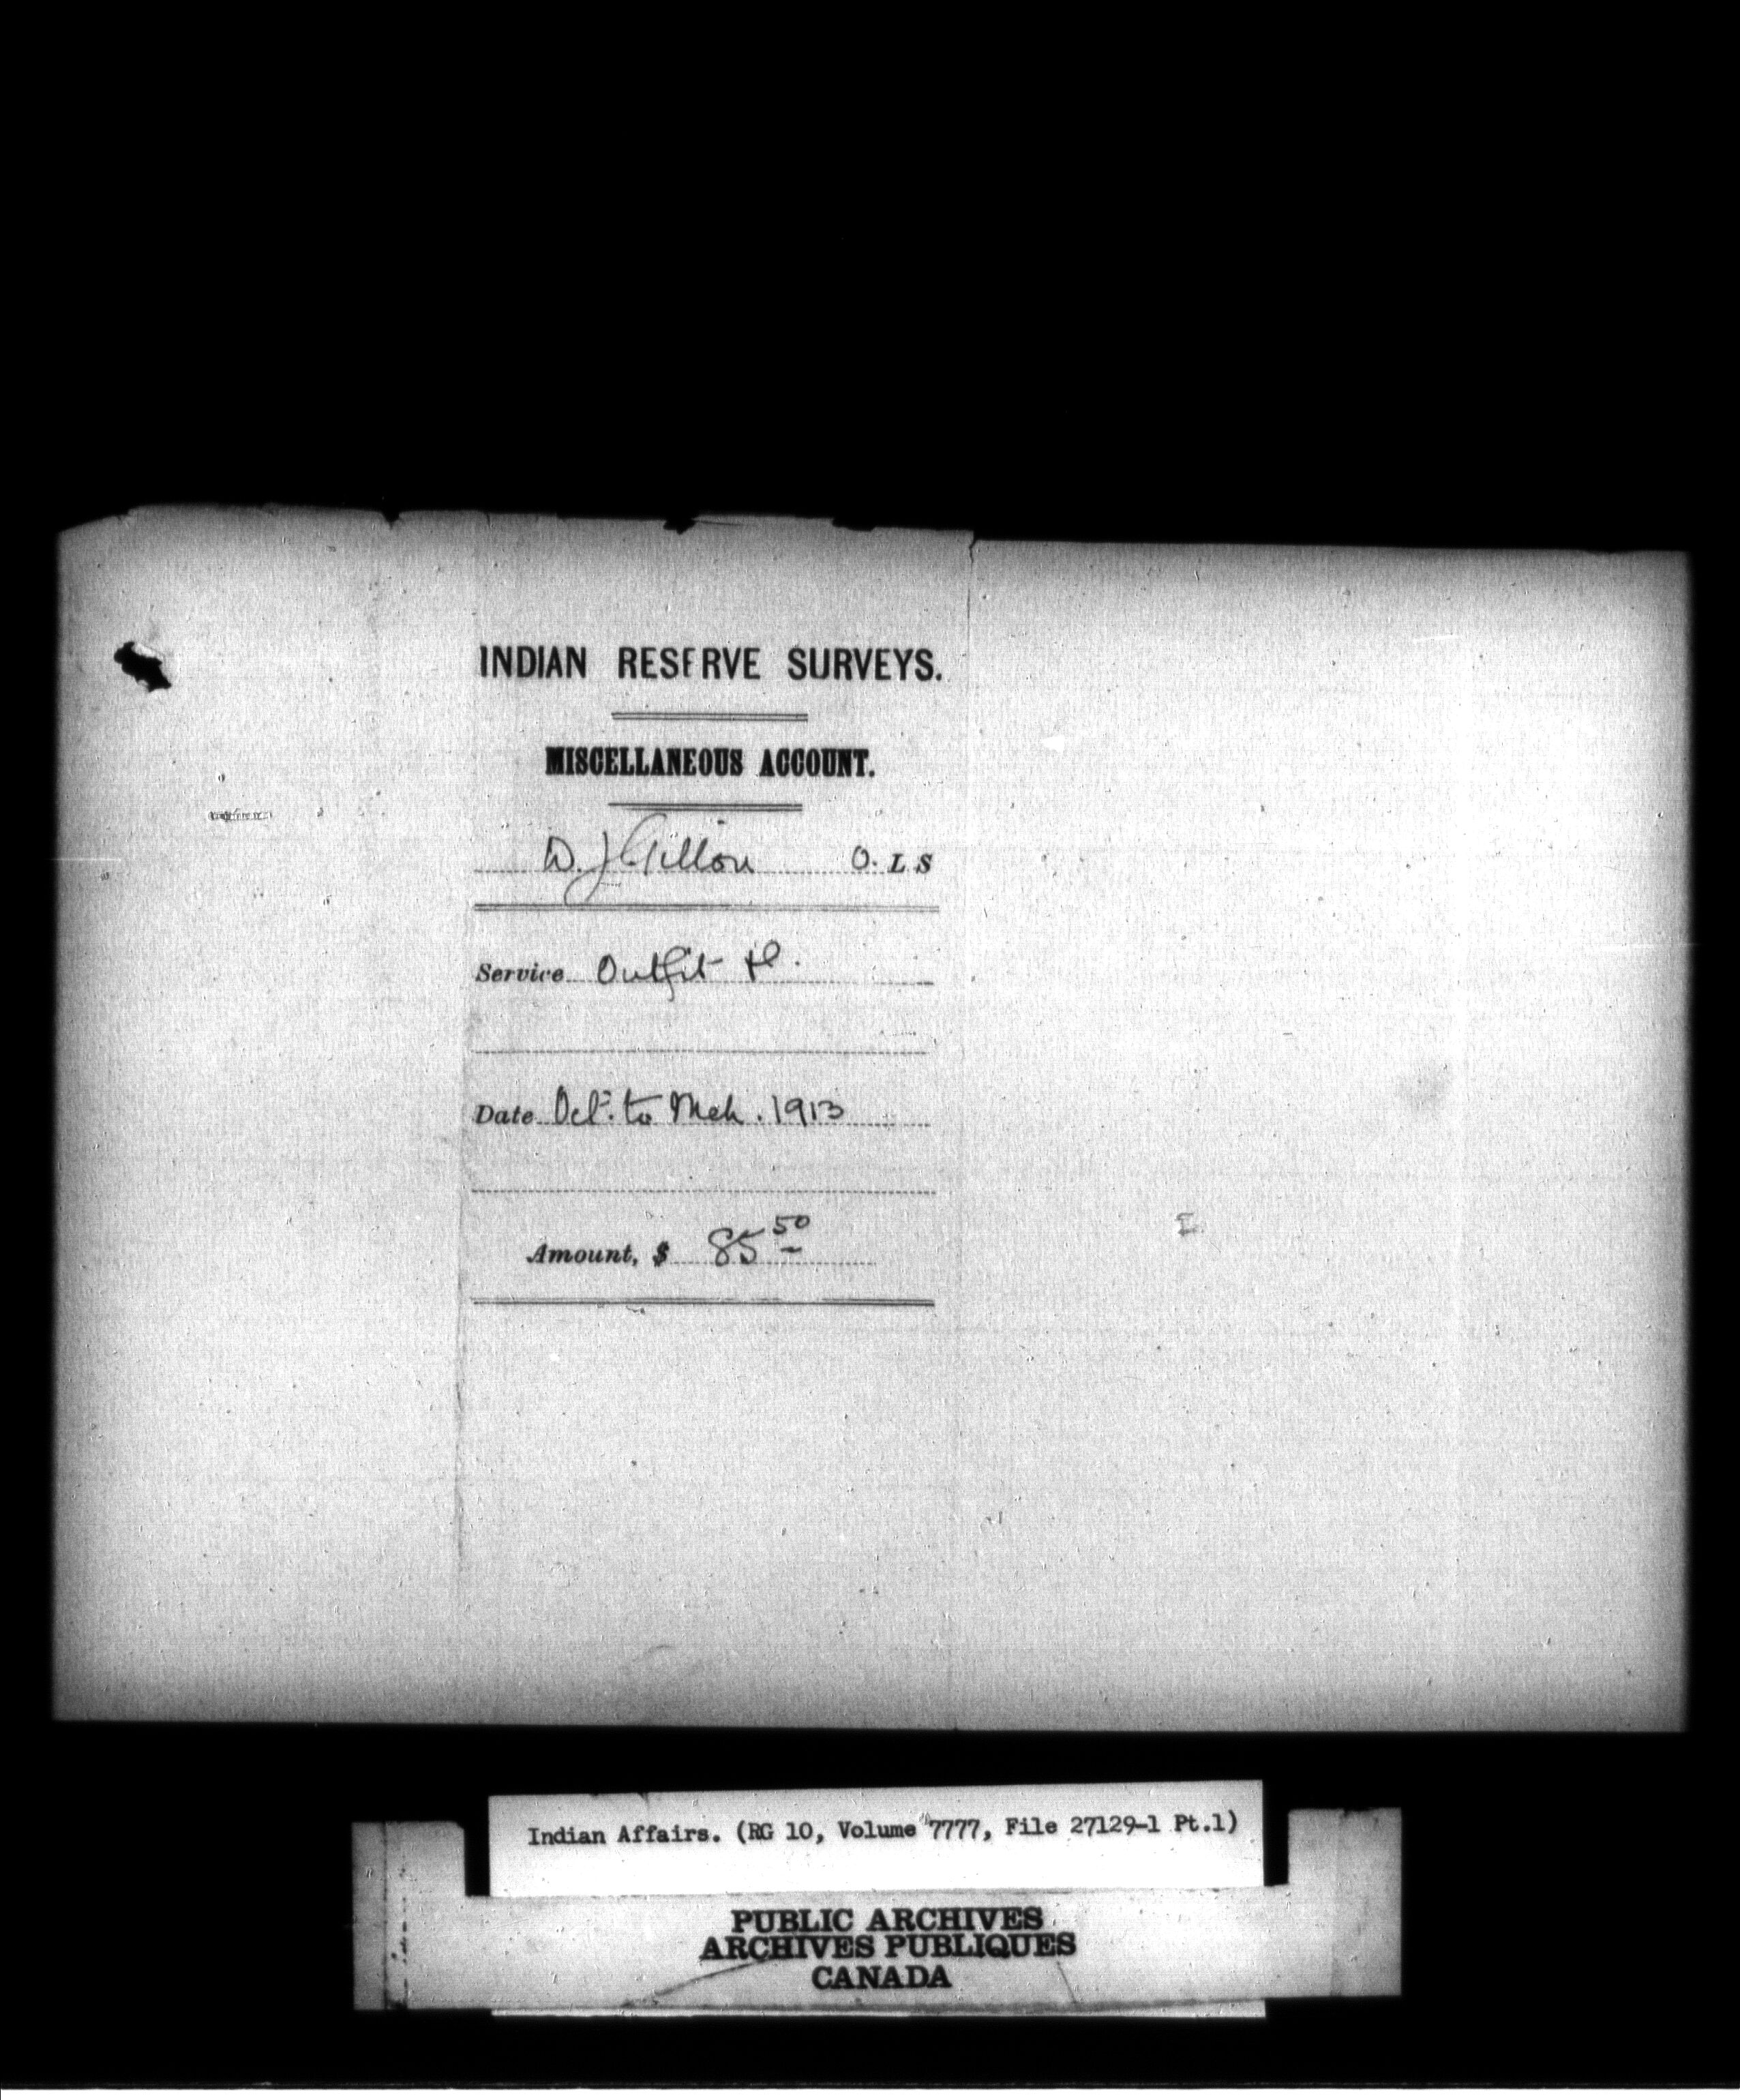 INDIAN RESERVE SURVEYS.
MISCELLANEOUS ACCOUNT.
D. J Gillon O. L S
Service Outfit &c.
Date Oct. to Mch. 1913
Amount, $ 85 50
Indian Affairs. (RG 10, Volume 7777, File 27129-1 Pt.1)
PUBLIC ARCHIVES
ARCHIVES PUBLIQUES
CANADA